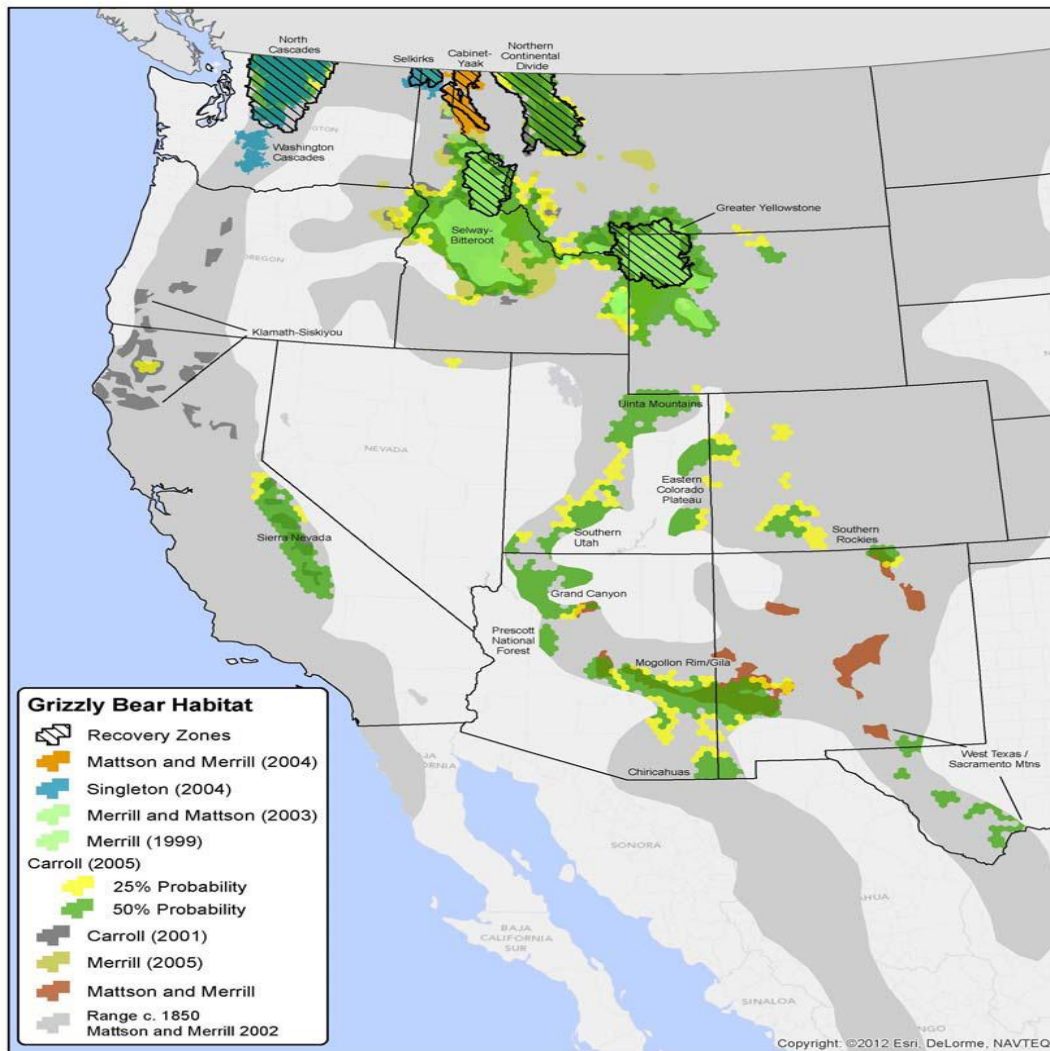 North
Cascades
Selkirks
Cabinet-
Yaak
Northern
Continental
Divide
Washington
Cascades
Greater Yellowstone
Selway-
Bitteroot
OREGON
Klamath-Siskiyou
NEVADA
Uinta Mountains
Eastern
Colorado
Plateau
Southern
Rockies
Southern
Utah
Sierra Nevada
Grand Canyon
Prescott
National
Forest
Mogollon Rim/Gila
West Texas /
Sacramento Mtns
Chiricahuas
SONORA
BAJA
CALIFORNIA
SUR
SINALOA
Grizzly Bear Habitat
Recovery Zones
Mattson and Merrill (2004)
Singleton (2004)
Merrill and Mattson (2003)
Merrill (1999)
Carroll (2005)
25% Probability
50% Probability
Carroll (2001)
Merrill (2005)
Mattson and Merrill
Range c. 1850
Mattson and Merrill 2002
Copyright: ©2012 Esri, DeLorme, NAVTEQ